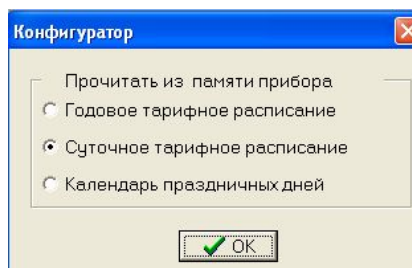 Конфигуратор
Прочитать из памяти прибора
Годовое тарифное расписание
Суточное тарифное расписание
Календарь праздничных дней
OK